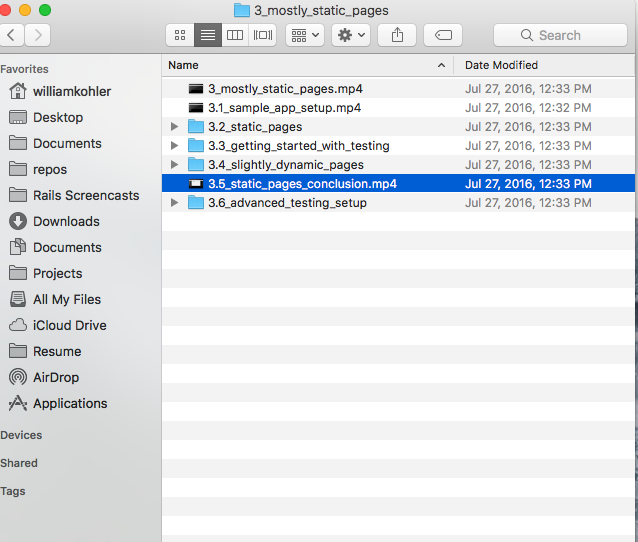 3_mostly_static_pages
Search
Favorites
williamkohler
Desktop
Documents
repos
Rails Screencasts
Downloads
Documents
Projects
All My Files
iCloud Drive
Resume
AirDrop
Applications
Devices
Shared
Tags
Name Date Modified
3_mostly_static_pages.mp4 Jul 27, 2016, 12:33 PM
3.1_sample_app_setup.mp4 Jul 27, 2016, 12:32 PM
3.2_static_pages Jul 27, 2016, 12:33 PM
3.3_getting_started_with_testing Jul 27, 2016, 12:33 PM
3.4_slightly_dynamic_pages Jul 27, 2016, 12:33 PM
3.5_static_pages_conclusion.mp4 Jul 27, 2016, 12:33 PM
3.6_advanced_testing_setup Jul 27, 2016, 12:33 PM